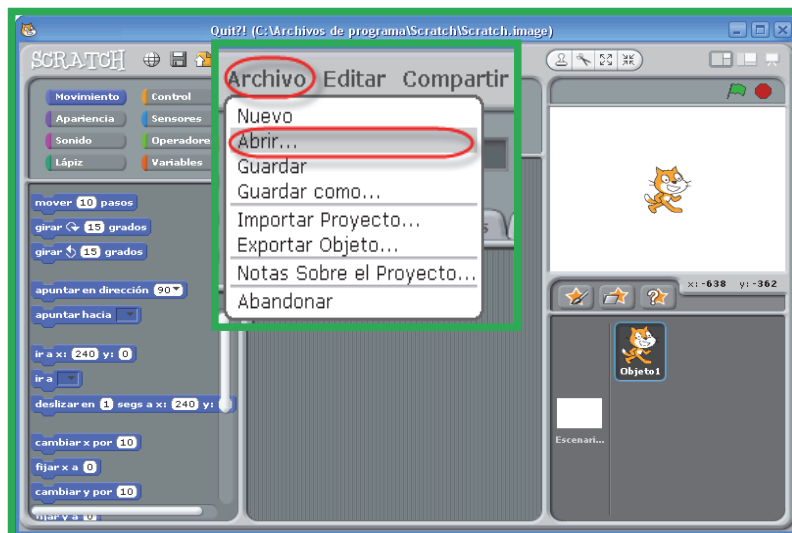 Quit?! (C:\Archivos de programa\Scratch\Scratch.image)
SCRATCH
Archivo Editar Compartir
Nuevo
Abrir...
Guardar
Guardar como...
Importar Proyecto...
Exportar Objeto...
Notas Sobre el Proyecto...
Abandonar
Movimiento Control
Apariencia Sensores
Sonido Operadore
Lápiz Variables
mover 10 pasos
girar 15 grados
girar 15 grados
apuntar en dirección 90
apuntar hacia
ir a x: 240 y: 0
ir a
deslizar en 1 segs a x: 240 y:
cambiar x por 10
fijar x a 0
cambiar y por 10
fijar y a 0
s
x: -638 y: -362
Objeto1
Escenari...